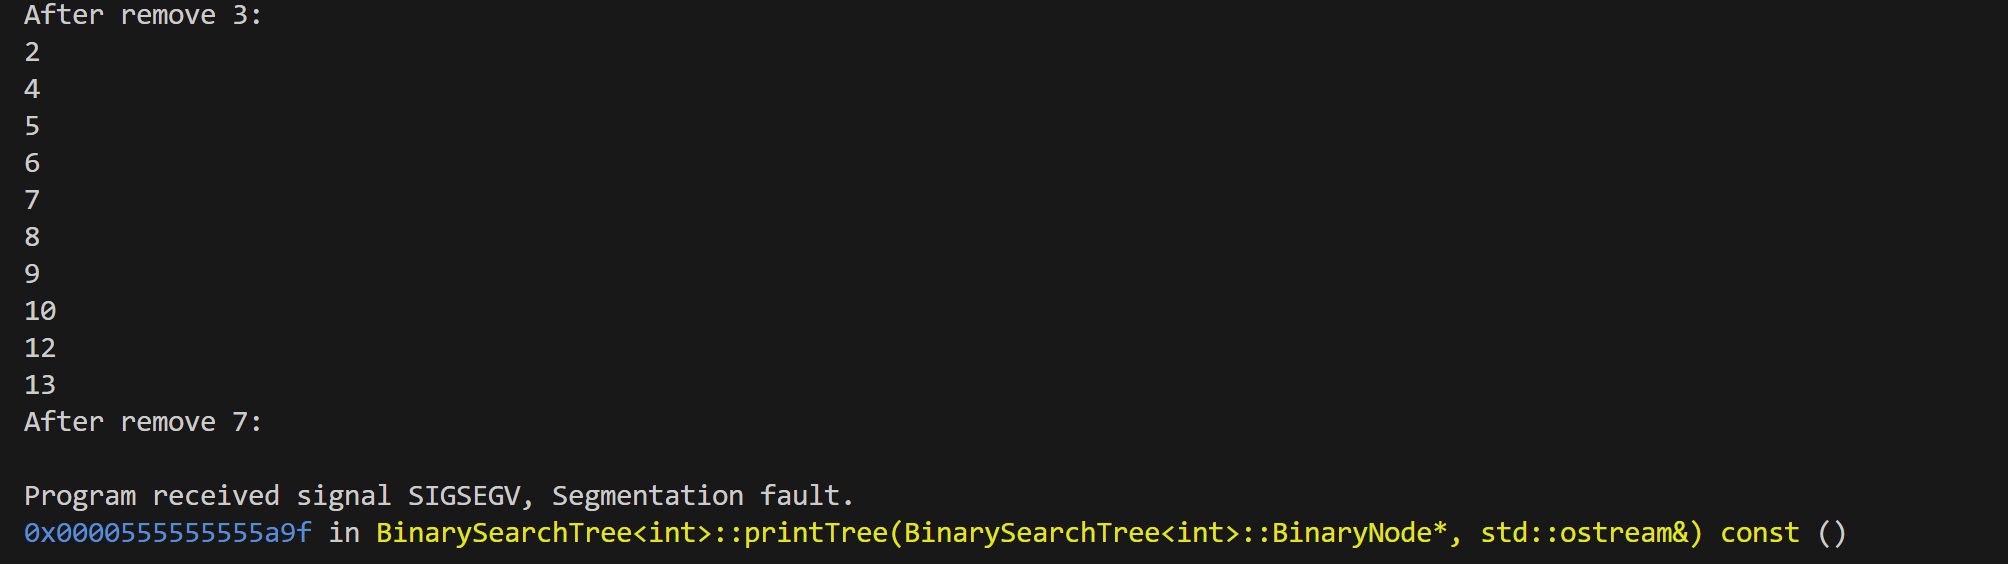 After remove 3:
2
4
5
6
7
8
9
10
12
13
After remove 7:
Program received signal SIGSEGV, Segmentation fault.
0x0000555555555a9f in BinarySearchTree<int>::printTree(BinarySearchTree<int>::BinaryNode*, std::ostream&) const ()